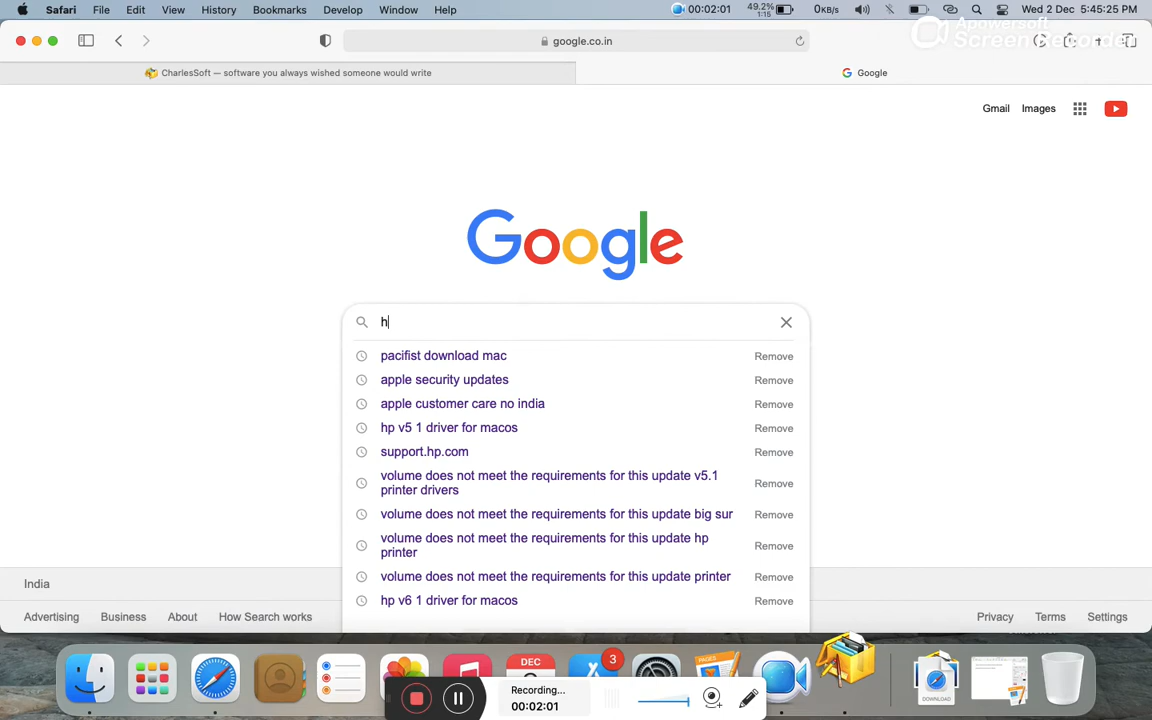 Safari File Edit View History Bookmarks Develop Window Help 00:02:01 49.2% 1:15 0KB/s Wed 2 Dec 5:45:25 PM
Apowersoft
Screen Recorder
google.co.in
CharlesSoft — software you always wished someone would write
Google
Gmail Images
Google
h
pacifist download mac Remove
apple security updates Remove
apple customer care no india Remove
hp v5 1 driver for macos Remove
support.hp.com Remove
volume does not meet the requirements for this update v5.1
printer drivers Remove
volume does not meet the requirements for this update big sur Remove
volume does not meet the requirements for this update hp
printer Remove
volume does not meet the requirements for this update printer Remove
hp v6 1 driver for macos Remove
India
Advertising Business About How Search works Privacy Terms Settings
DEC
3
PAGES
DOWNLOAD
Recording...
00:02:01